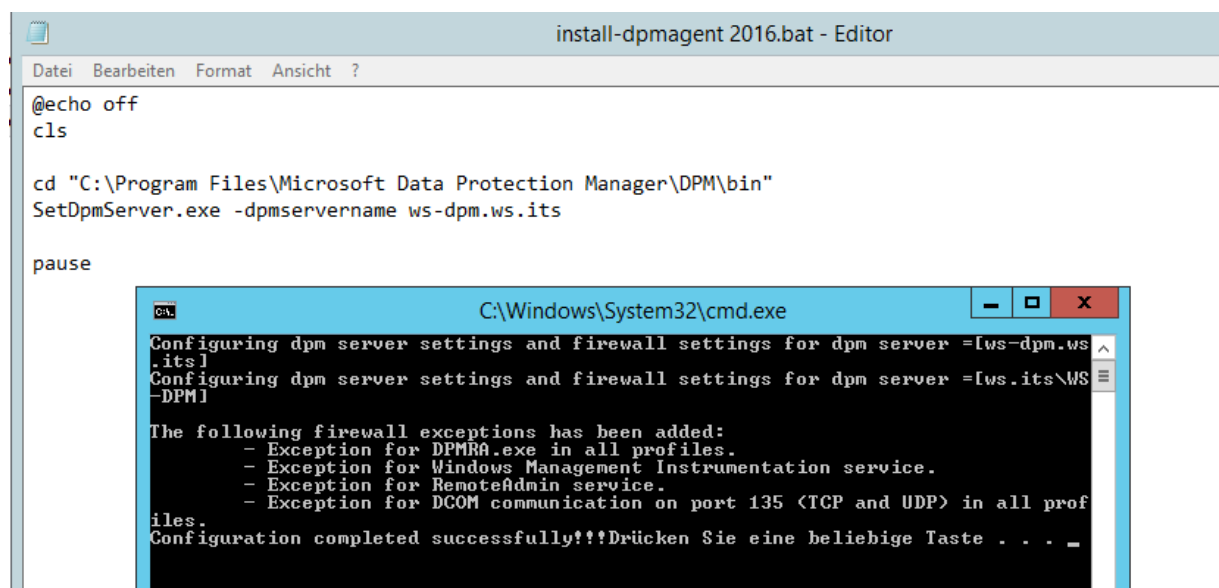 install-dpmagent 2016.bat - Editor
Datei Bearbeiten Format Ansicht ?
@echo off
cls
cd "C:\Program Files\Microsoft Data Protection Manager\DPM\bin"
SetDpmServer.exe -dpmservername ws-dpm.ws.its
pause
C:\Windows\System32\cmd.exe
Configuring dpm server settings and firewall settings for dpm server =[ws-dpm.ws
.its]
Configuring dpm server settings and firewall settings for dpm server =[ws.its\WS
-DPM]
The following firewall exceptions has been added:
- Exception for DPMRA.exe in all profiles.
- Exception for Windows Management Instrumentation service.
- Exception for RemoteAdmin service.
- Exception for DCOM communication on port 135 (TCP and UDP) in all prof
iles.
Configuration completed successfully!!!Drücken Sie eine beliebige Taste . . . _